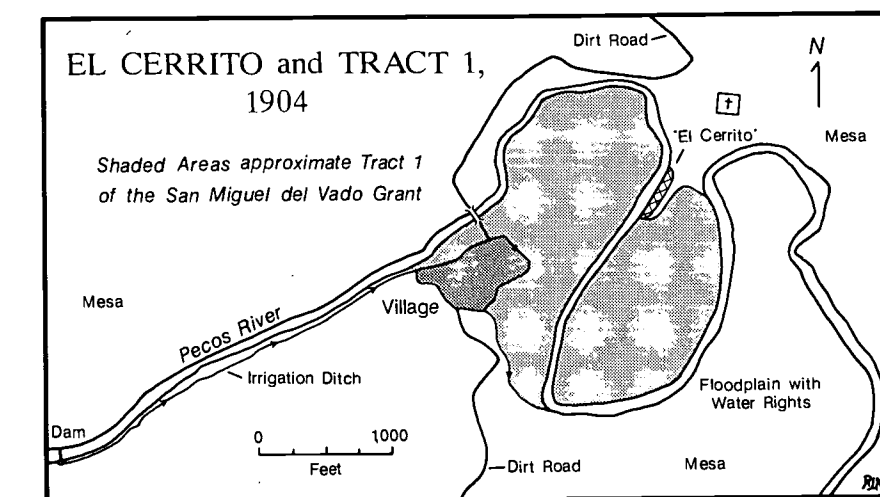 EL CERRITO and TRACT 1,
1904
Shaded Areas approximate Tract 1
of the San Miguel del Vado Grant
Dirt Road
N
"El Cerrito"
Mesa
Mesa
Village
Pecos River
Irrigation Ditch
Floodplain with
Water Rights
Dam
0 1000
Feet
Dirt Road
Mesa